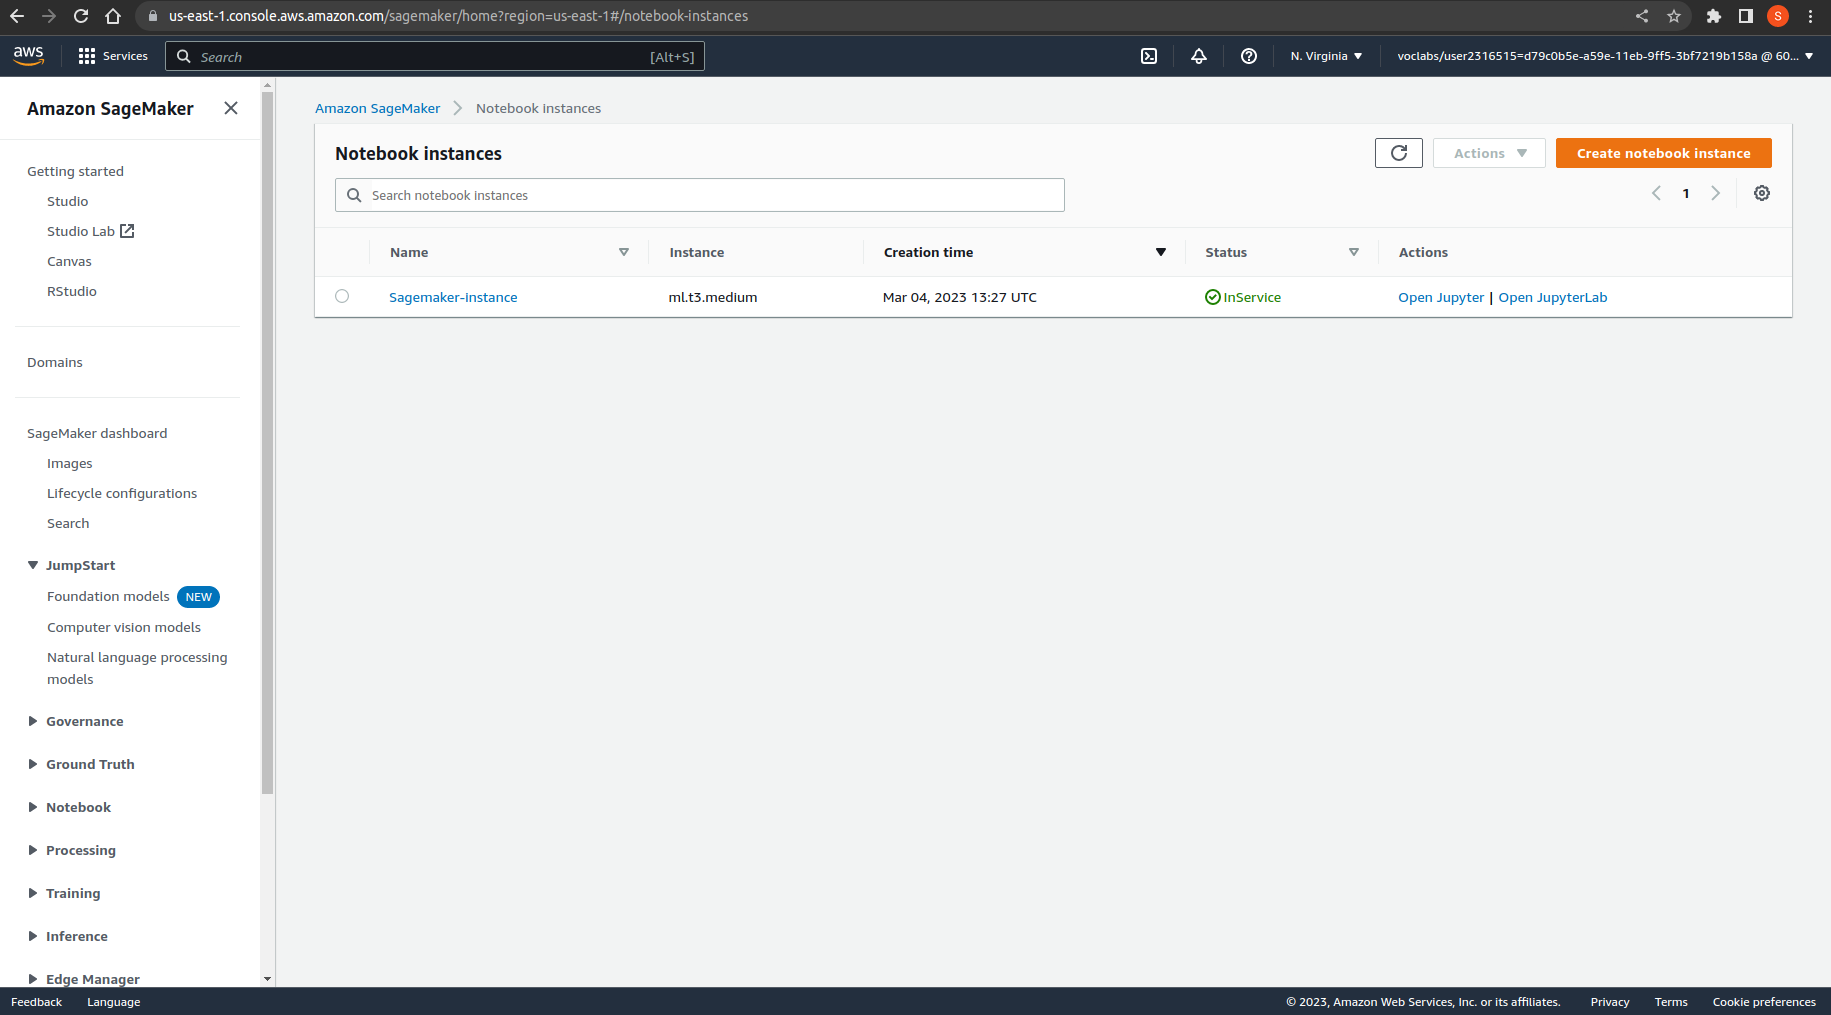 us-east-1.console.aws.amazon.com/sagemaker/home?region=us-east-1#/notebook-instances
S
aws
Services
Search
[Alt+S]
N. Virginia
voclabs/user2316515=d79c0b5e-a59e-11eb-9ff5-3bf7219b158a @ 60...
Amazon SageMaker
Getting started
Studio
Studio Lab
Canvas
RStudio
Domains
SageMaker dashboard
Images
Lifecycle configurations
Search
JumpStart
Foundation models NEW
Computer vision models
Natural language processing
models
Governance
Ground Truth
Notebook
Processing
Training
Inference
Edge Manager
Amazon SageMaker Notebook instances
Notebook instances
Actions
Create notebook instance
Search notebook instances
1
Name Instance Creation time Status Actions
Sagemaker-instance ml.t3.medium Mar 04, 2023 13:27 UTC InService Open Jupyter | Open JupyterLab
Feedback Language © 2023, Amazon Web Services, Inc. or its affiliates. Privacy Terms Cookie preferences